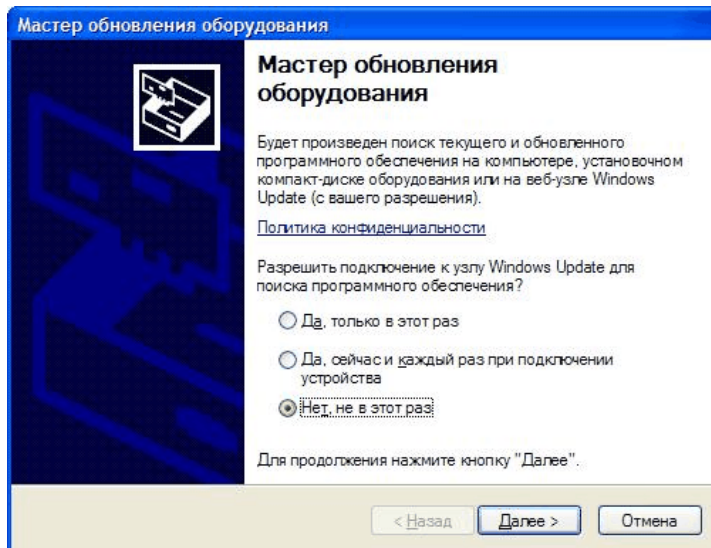 Мастер обновления оборудования
Мастер обновления
оборудования
Будет произведен поиск текущего и обновленного
программного обеспечения на компьютере, установочном
компакт-диске оборудования или на веб-узле Windows
Update (с вашего разрешения).
Политика конфиденциальности
Разрешить подключение к узлу Windows Update для
поиска программного обеспечения?
Да, только в этот раз
Да, сейчас и каждый раз при подключении
устройства
Нет, не в этот раз
Для продолжения нажмите кнопку "Далее".
< Назад Далее > Отмена